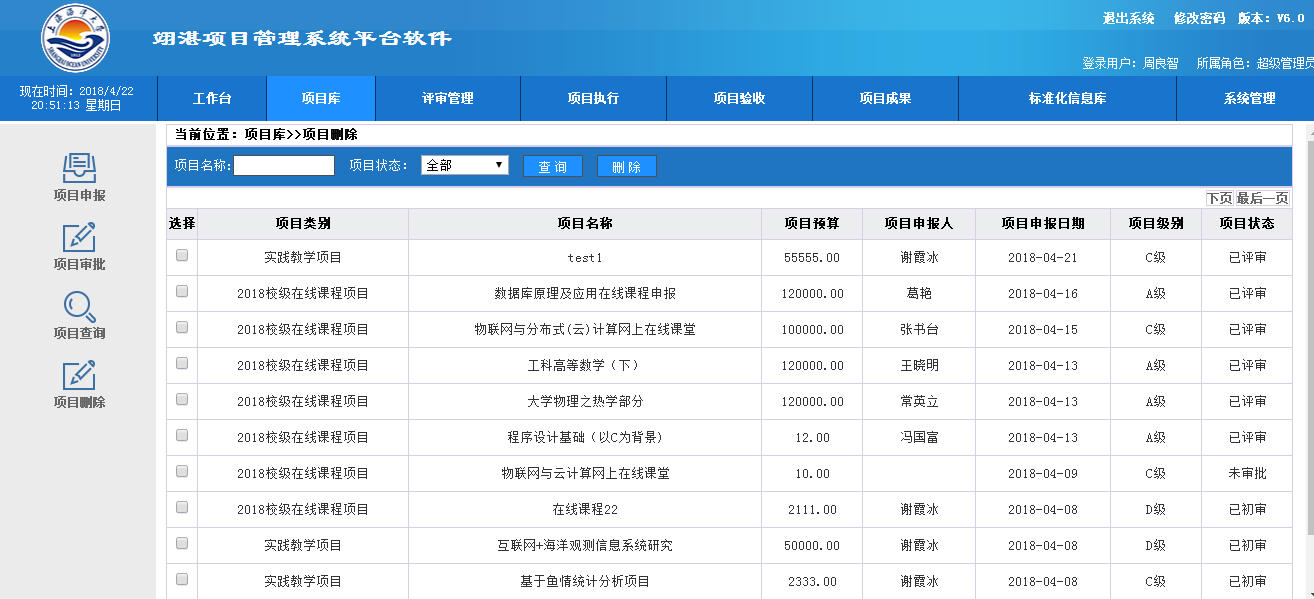 退出系统 修改密码 版本：V6.0
翊湛项目管理系统平台软件
登录用户：周良智 所属角色：超级管理员
现在时间：2018/4/22
20:51:13 星期日
工作台 项目库 评审管理 项目执行 项目验收 项目成果 标准化信息库 系统管理
当前位置：项目库>>项目删除
项目名称: 项目状态： 全部 查 询 删 除
下页 最后一页
项目申报
项目审批
项目查询
项目删除
选择 项目类别 项目名称 项目预算 项目申报人 项目申报日期 项目级别 项目状态
实践教学项目 test1 55555.00 谢霞冰 2018-04-21 C级 已评审
2018校级在线课程项目 数据库原理及应用在线课程申报 120000.00 葛艳 2018-04-16 A级 已评审
2018校级在线课程项目 物联网与分布式(云)计算网上在线课堂 100000.00 张书台 2018-04-15 C级 已评审
2018校级在线课程项目 工科高等数学（下） 120000.00 王晓明 2018-04-13 A级 已评审
2018校级在线课程项目 大学物理之热学部分 120000.00 常英立 2018-04-13 A级 已评审
2018校级在线课程项目 程序设计基础（以C为背景） 12.00 冯国富 2018-04-13 A级 已评审
2018校级在线课程项目 物联网与云计算网上在线课堂 10.00 2018-04-09 C级 未审批
2018校级在线课程项目 在线课程22 2111.00 谢霞冰 2018-04-08 D级 已初审
实践教学项目 互联网+海洋观测信息系统研究 50000.00 谢霞冰 2018-04-08 D级 已初审
实践教学项目 基于鱼情统计分析项目 2333.00 谢霞冰 2018-04-08 C级 已初审